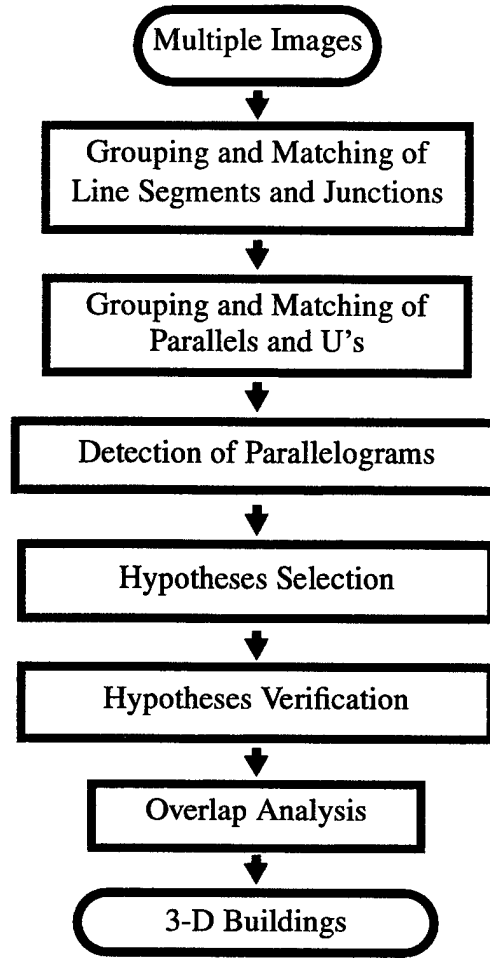 Multiple Images
Grouping and Matching of
Line Segments and Junctions
Grouping and Matching of
Parallels and U's
Detection of Parallelograms
Hypotheses Selection
Hypotheses Verification
Overlap Analysis
3-D Buildings